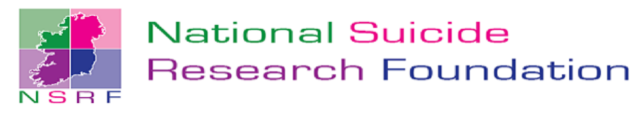 National Suicide
Research Foundation
NSRF